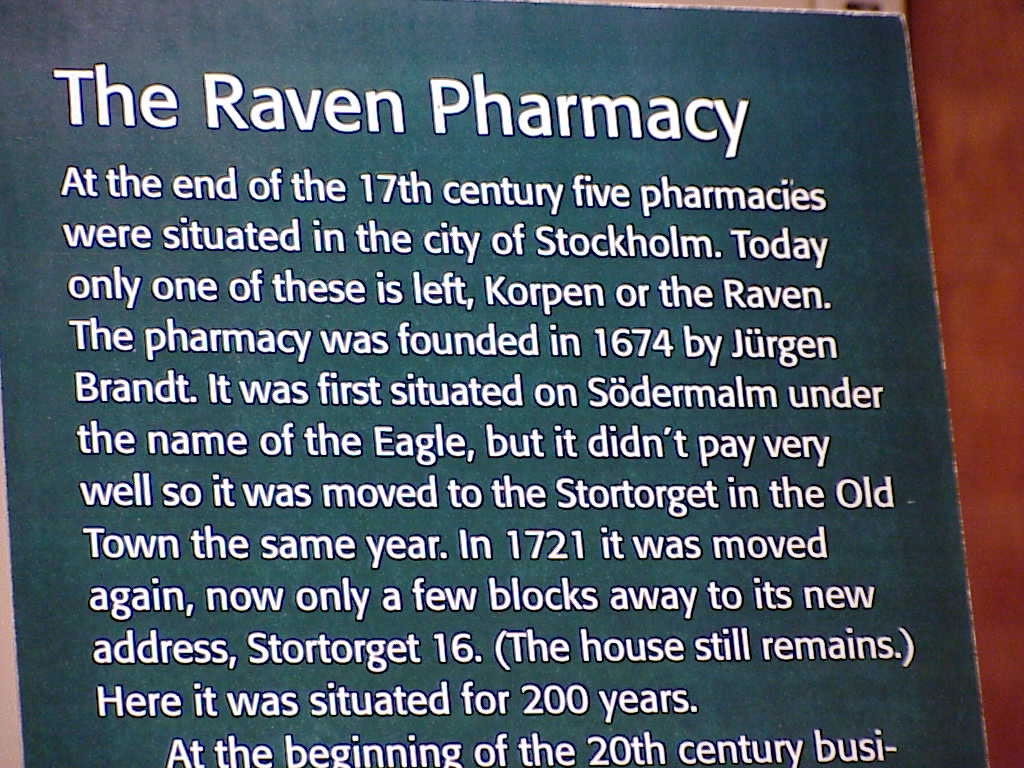 The Raven Pharmacy
At the end of the 17th century five pharmacies
were situated in the city of Stockholm. Today
only one of these is left, Korpen or the Raven.
The pharmacy was founded in 1674 by Jürgen
Brandt. It was first situated on Södermalm under
the name of the Eagle, but it didn´t pay very
well so it was moved to the Stortorget in the Old
Town the same year. In 1721 it was moved
again, now only a few blocks away to its new
address, Stortorget 16. (The house still remains.)
Here it was situated for 200 years.
At the beginning of the 20th century busi-